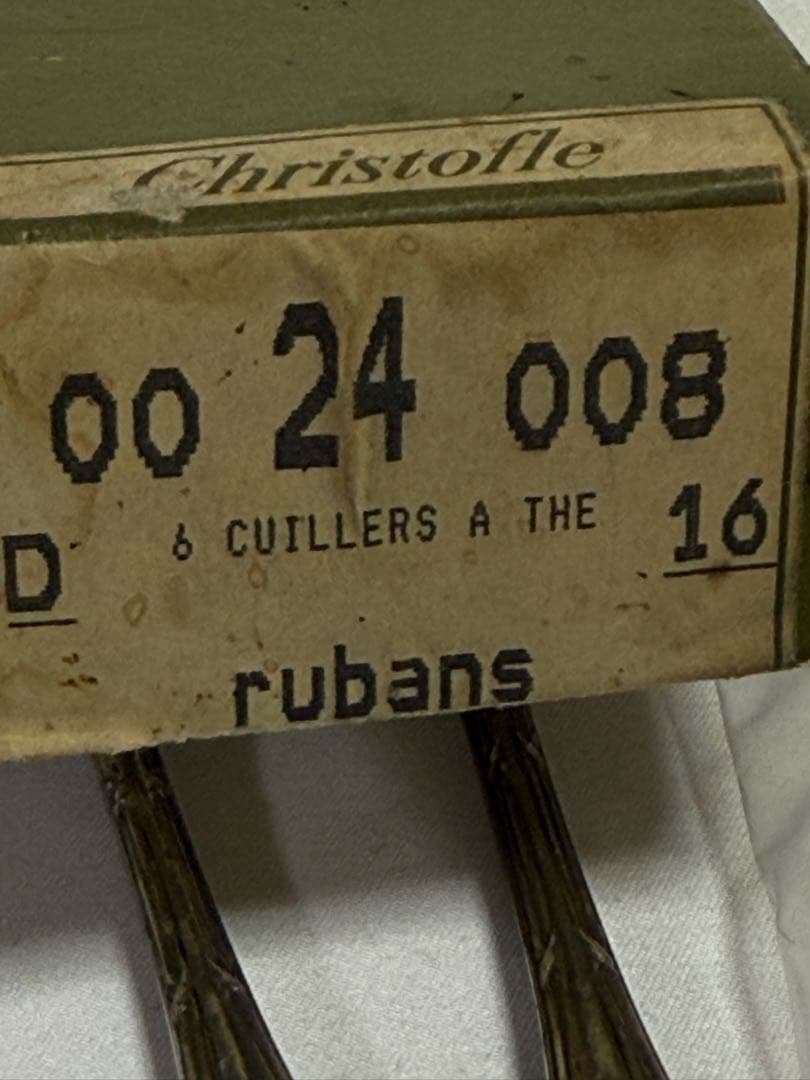 Christofle
00 24 008
D 6 CUILLERS A THE 16
rubans